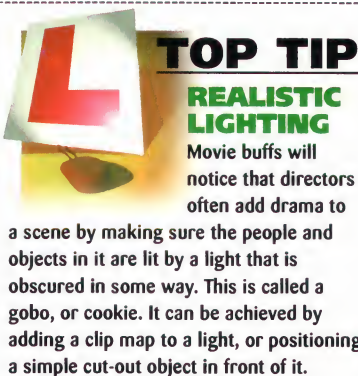 L
TOP TIP
REALISTIC
LIGHTING
Movie buffs will
notice that directors
often add drama to
a scene by making sure the people and
objects in it are lit by a light that is
obscured in some way. This is called a
gobo, or cookie. It can be achieved by
adding a clip map to a light, or positioning
a simple cut-out object in front of it.